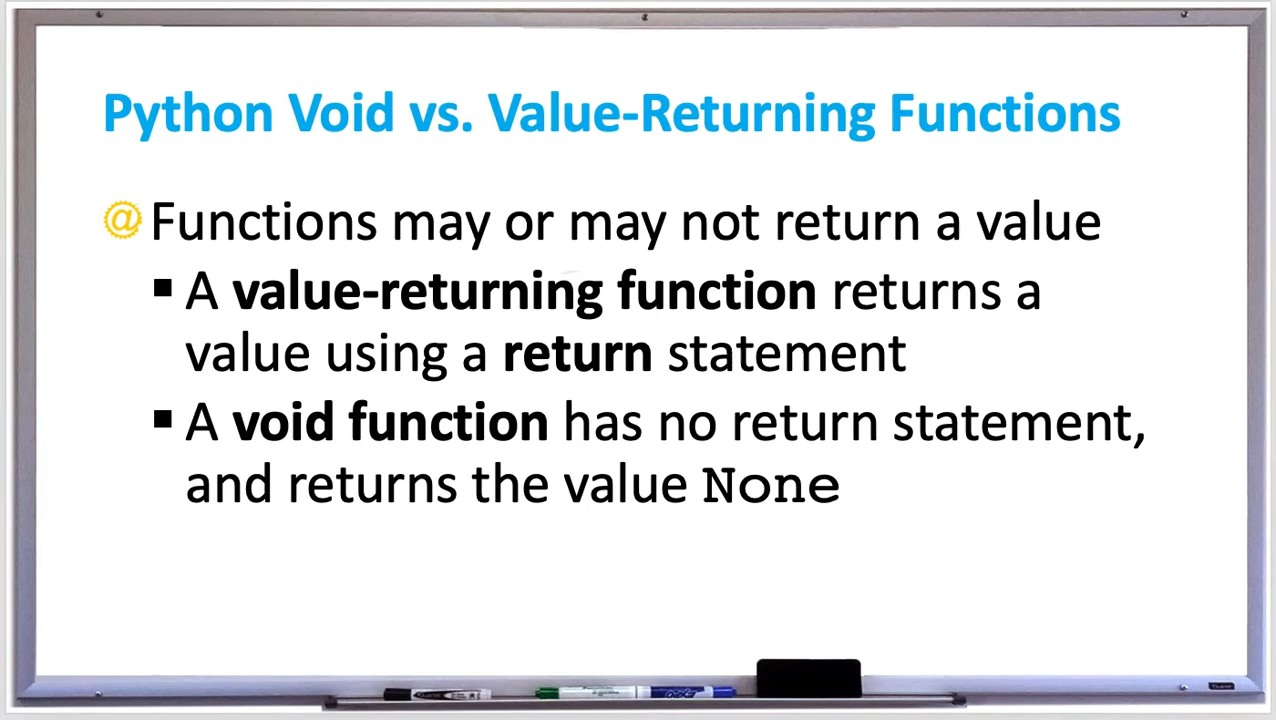 Python Void vs. Value-Returning Functions
@ Functions may or may not return a value
▪ A value-returning function returns a
value using a return statement
▪ A void function has no return statement,
and returns the value None